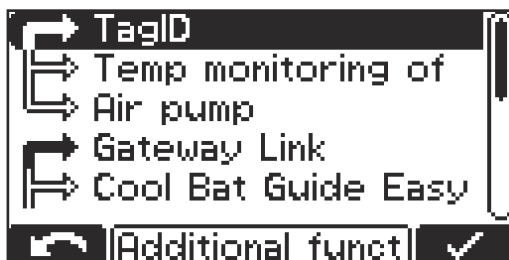 TagID
Temp monitoring of
Air pump
Gateway Link
Cool Bat Guide Easy
Additional funct